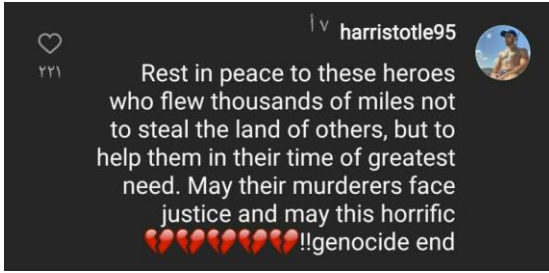 harristotle95 ٧ أ
Rest in peace to these heroes
who flew thousands of miles not
to steal the land of others, but to
help them in their time of greatest
need. May their murderers face
justice and may this horrific
genocide end!!💔💔💔💔💔
٢٢١